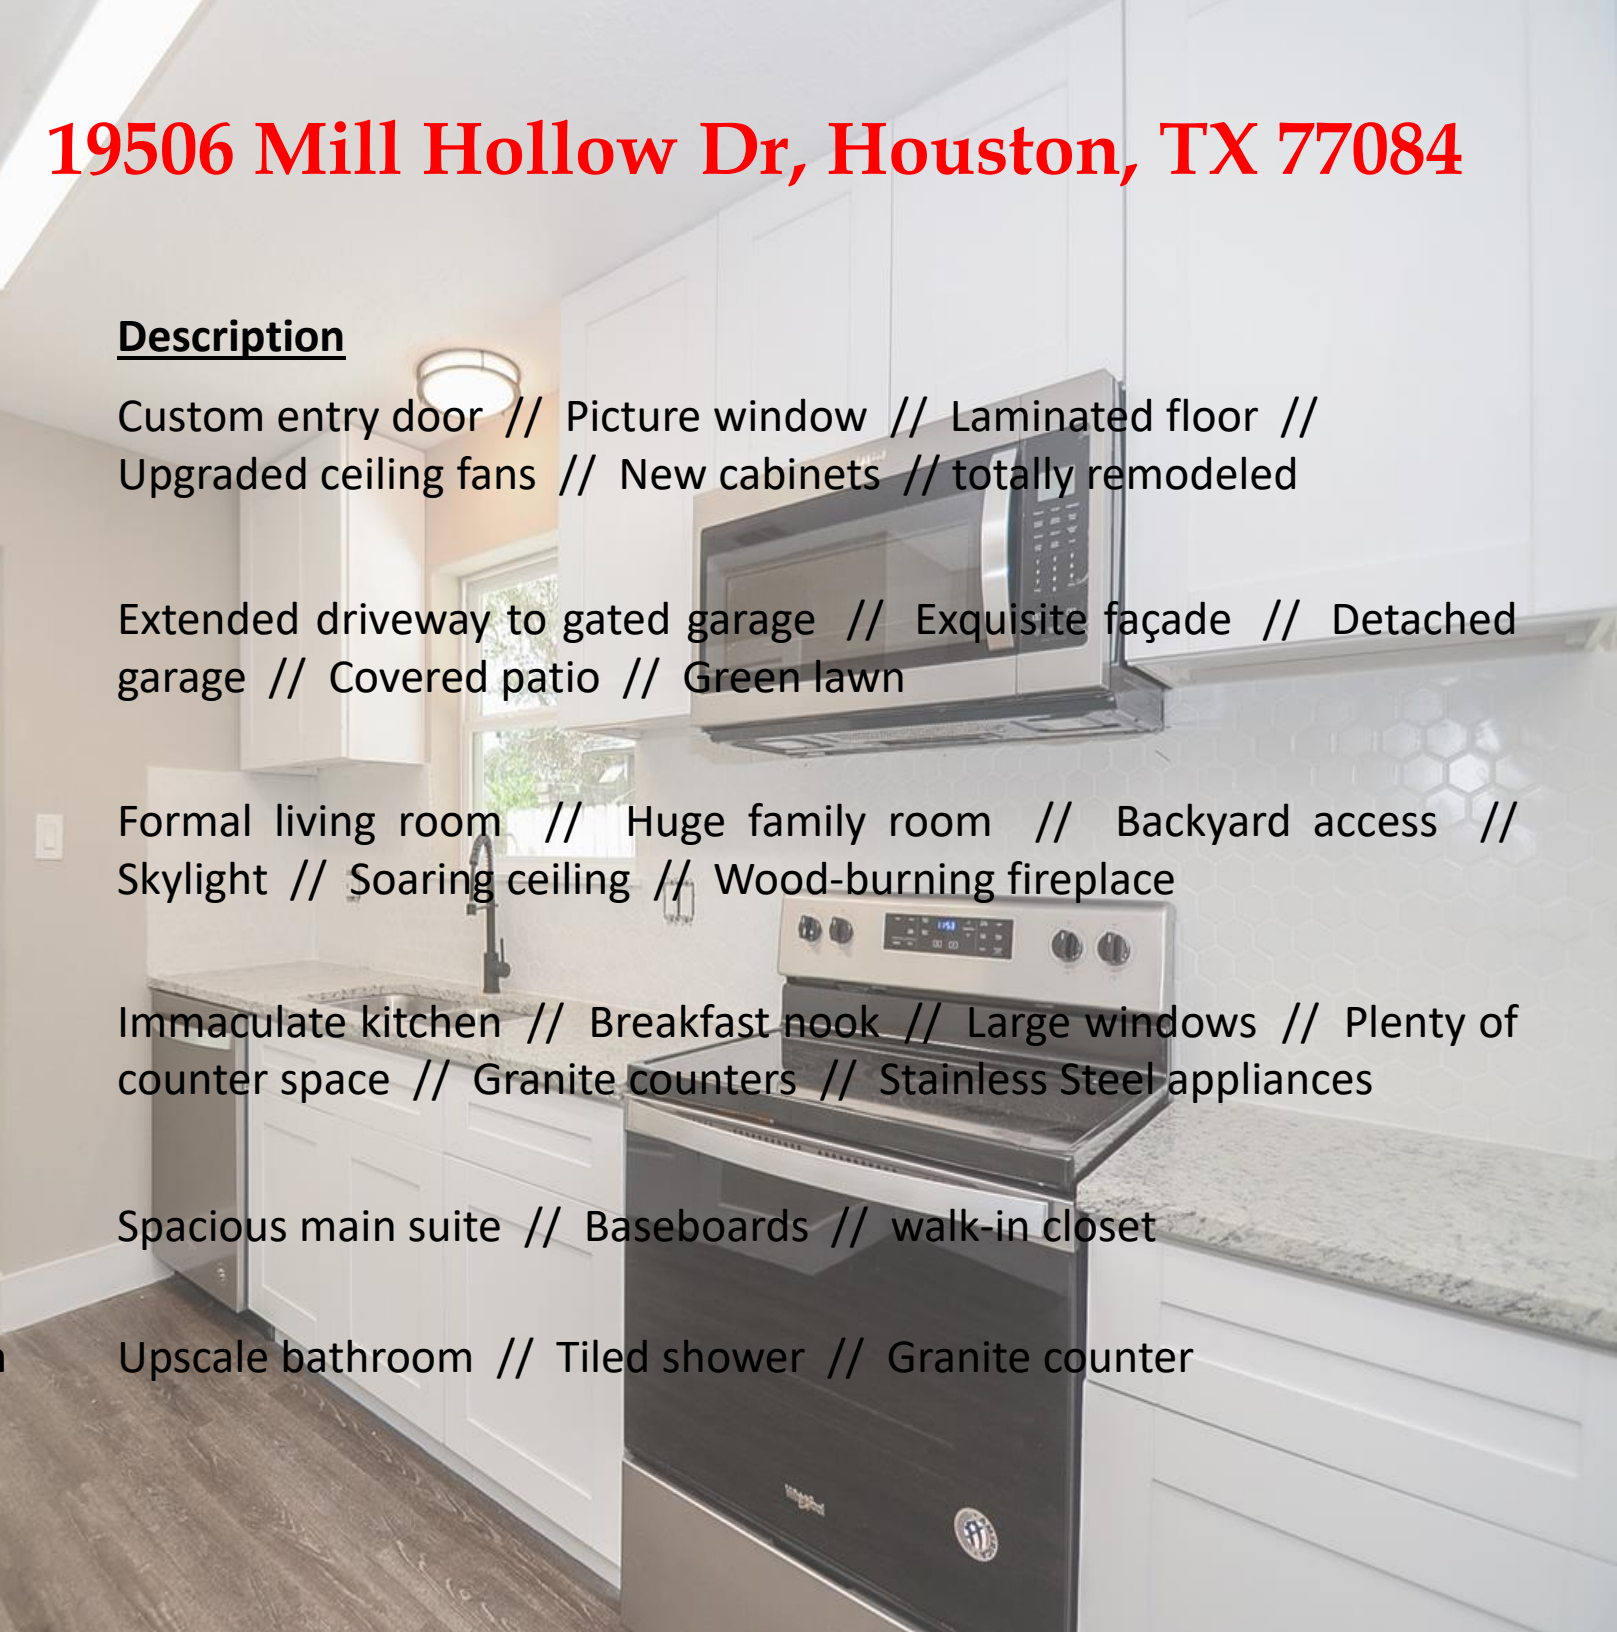 19506 Mill Hollow Dr, Houston, TX 77084
Description
Custom entry door // Picture window // Laminated floor //
Upgraded ceiling fans // New cabinets // totally remodeled
Extended driveway to gated garage // Exquisite façade // Detached
garage // Covered patio // Green lawn
Formal living room // Huge family room // Backyard access //
Skylight // Soaring ceiling // Wood-burning fireplace
Immaculate kitchen // Breakfast nook // Large windows // Plenty of
counter space // Granite counters // Stainless Steel appliances
Spacious main suite // Baseboards // walk-in closet
Upscale bathroom // Tiled shower // Granite counter
Whirlpool